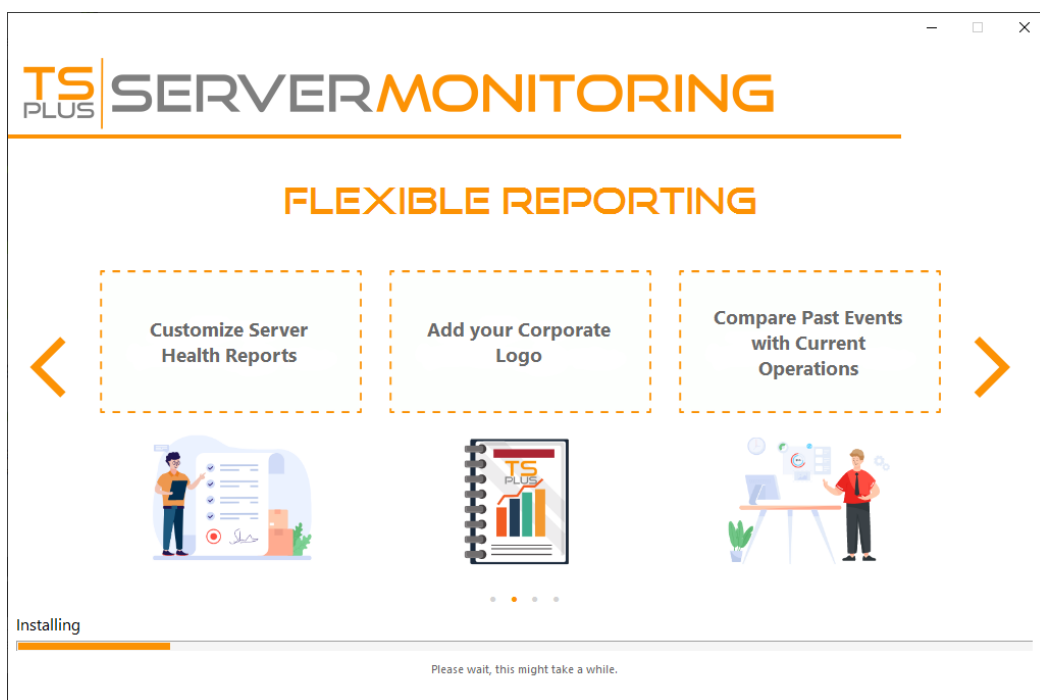 TS PLUS SERVERMONITORING
FLEXIBLE REPORTING
Customize Server
Health Reports
Add your Corporate
Logo
Compare Past Events
with Current
Operations
TS
PLUS
Installing
Please wait, this might take a while.